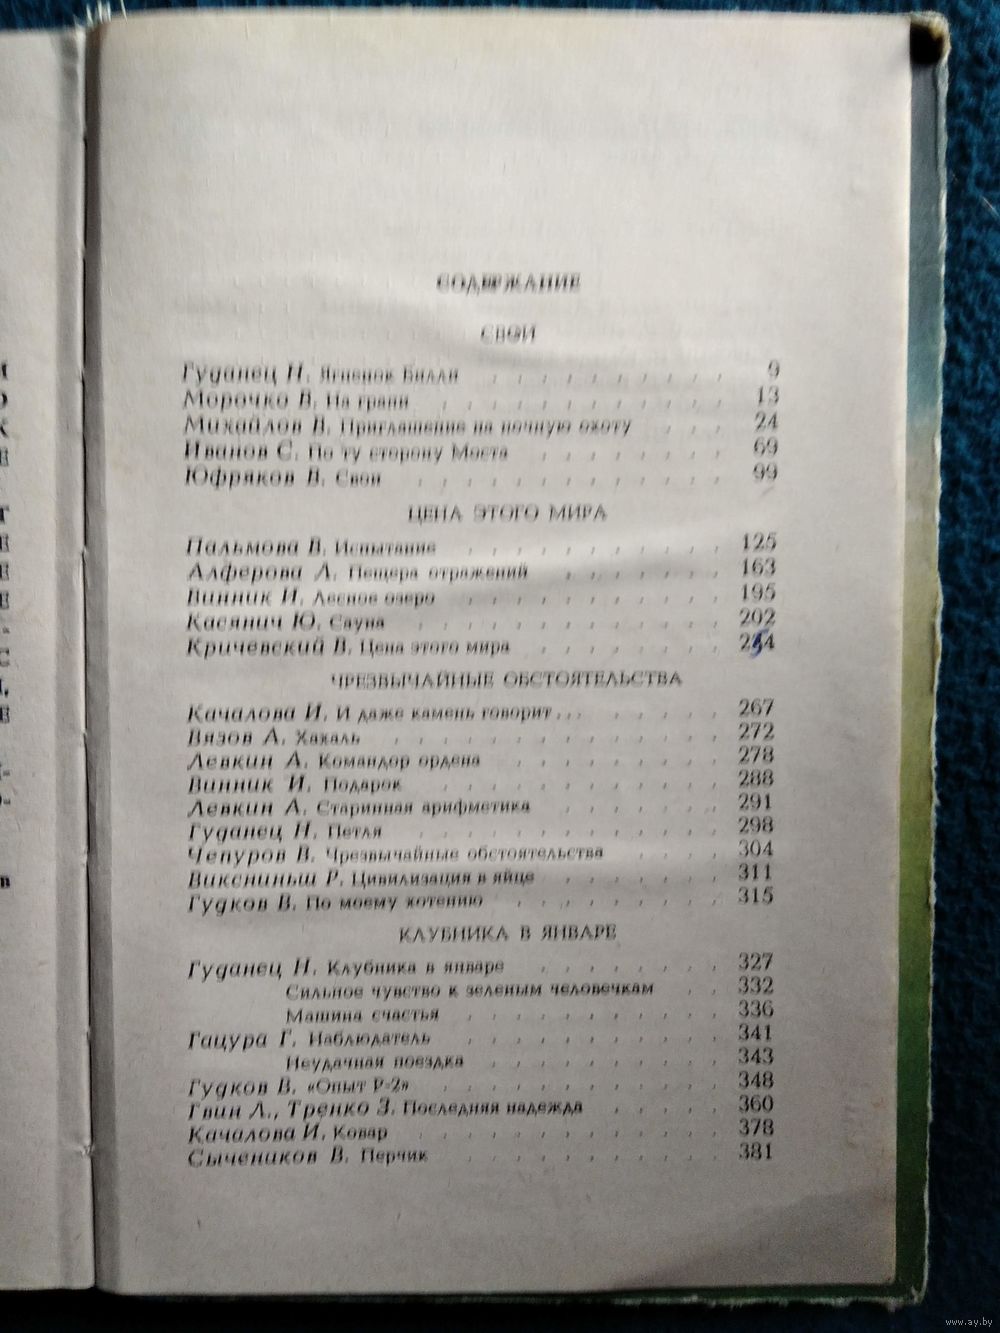 СОДЕРЖАНИЕ
СВОИ
Гуданец Н. Ягненок Билли 9
Морочко В. На грани 13
Михайлов В. Приглашение на ночную охоту 24
Иванов С. По ту сторону Моста 69
Юфряков В. Свои 99
ЦЕНА ЭТОГО МИРА
Пальмова В. Испытание 125
Алферова Л. Пещера отражений 163
Винник И. Лесное озеро 195
Касянич Ю. Сауна 202
Кричевский В. Цена этого мира 254
ЧРЕЗВЫЧАЙНЫЕ ОБСТОЯТЕЛЬСТВА
Качалова И. И даже камень говорит... 267
Вязов А. Хахаль 272
Левкин А. Командор ордена 278
Винник И. Подарок 288
Левкин А. Старинная арифметика 291
Гуданец Н. Петля 298
Чепуров В. Чрезвычайные обстоятельства 304
Виксниньш Р. Цивилизация в яйце 311
Гудков В. По моему хотению 315
КЛУБНИКА В ЯНВАРЕ
Гуданец Н. Клубника в январе 327
Сильное чувство к зеленым человечкам 332
Машина счастья 336
Гацура Г. Наблюдатель 341
Неудачная поездка 343
Гудков В. «Опыт Р-2» 348
Гвин Л., Тренко З. Последняя надежда 360
Качалова И. Ковар 378
Сычеников В. Перчик 381
www.ay.by